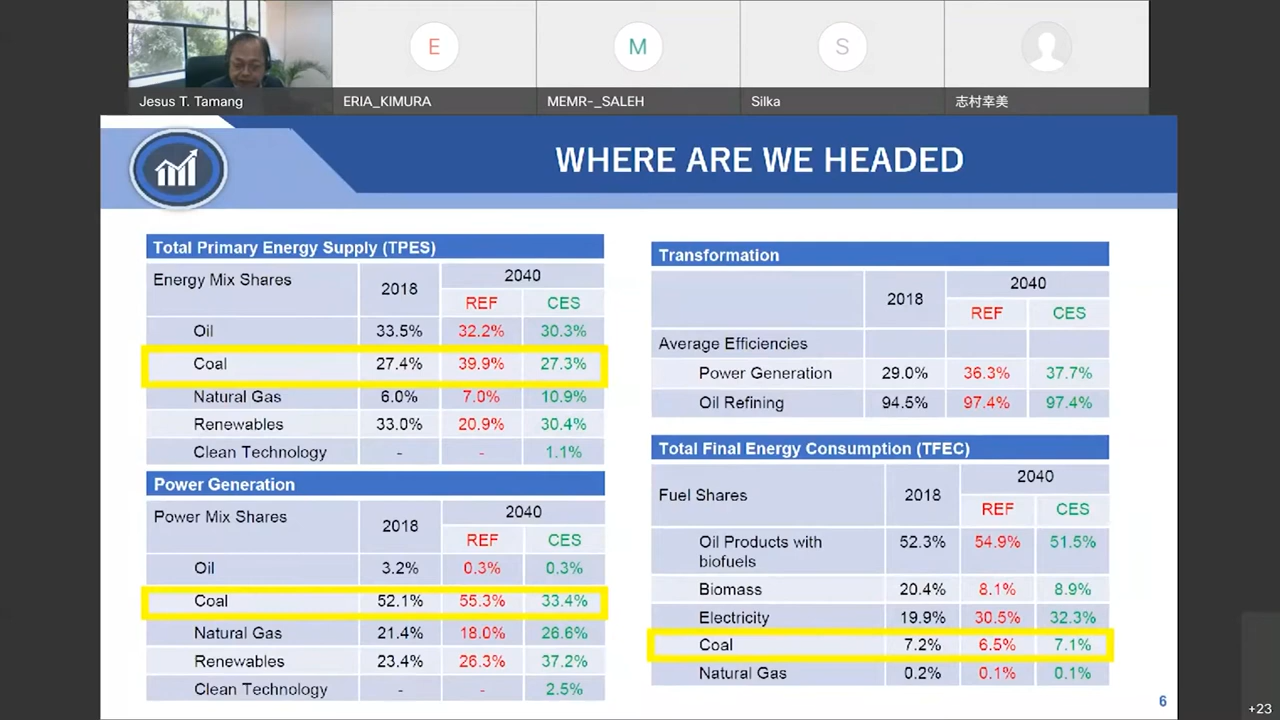 E
M
S
Jesus T. Tamang
ERIA_KIMURA
MEMR-_SALEH
Silka
志村幸美
WHERE ARE WE HEADED
Total Primary Energy Supply (TPES)
Energy Mix Shares 2018 2040
REF CES
Oil 33.5% 32.2% 30.3%
Coal 27.4% 39.9% 27.3%
Natural Gas 6.0% 7.0% 10.9%
Renewables 33.0% 20.9% 30.4%
Clean Technology - - 1.1%
Power Generation
Power Mix Shares 2018 2040
REF CES
Oil 3.2% 0.3% 0.3%
Coal 52.1% 55.3% 33.4%
Natural Gas 21.4% 18.0% 26.6%
Renewables 23.4% 26.3% 37.2%
Clean Technology - - 2.5%
Transformation
2018 2040
REF CES
Average Efficiencies
Power Generation 29.0% 36.3% 37.7%
Oil Refining 94.5% 97.4% 97.4%
Total Final Energy Consumption (TFEC)
Fuel Shares 2018 2040
REF CES
Oil Products with 52.3% 54.9% 51.5%
biofuels
Biomass 20.4% 8.1% 8.9%
Electricity 19.9% 30.5% 32.3%
Coal 7.2% 6.5% 7.1%
Natural Gas 0.2% 0.1% 0.1%
6
+23